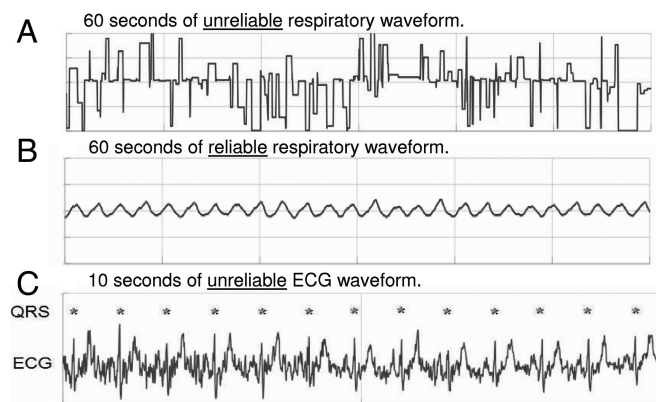 A
60 seconds of unreliable respiratory waveform.
B
60 seconds of reliable respiratory waveform.
C
10 seconds of unreliable ECG waveform.
QRS * * * * * * * * * * * * *
ECG